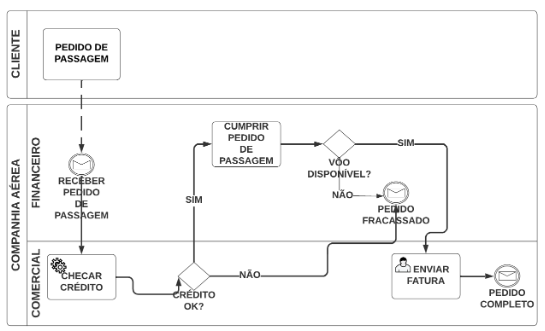 CLIENTE
PEDIDO DE
PASSAGEM
COMPANHIA AÉREA
FINANCEIRO
RECEBER
PEDIDO
DE
PASSAGEM
CUMPRIR
PEDIDO
DE
PASSAGEM
VÔO
DISPONÍVEL?
SIM
NÃO
PEDIDO
FRACASSADO
SIM
COMERCIAL
CHECAR
CRÉDITO
CRÉDITO
OK?
NÃO
ENVIAR
FATURA
PEDIDO
COMPLETO